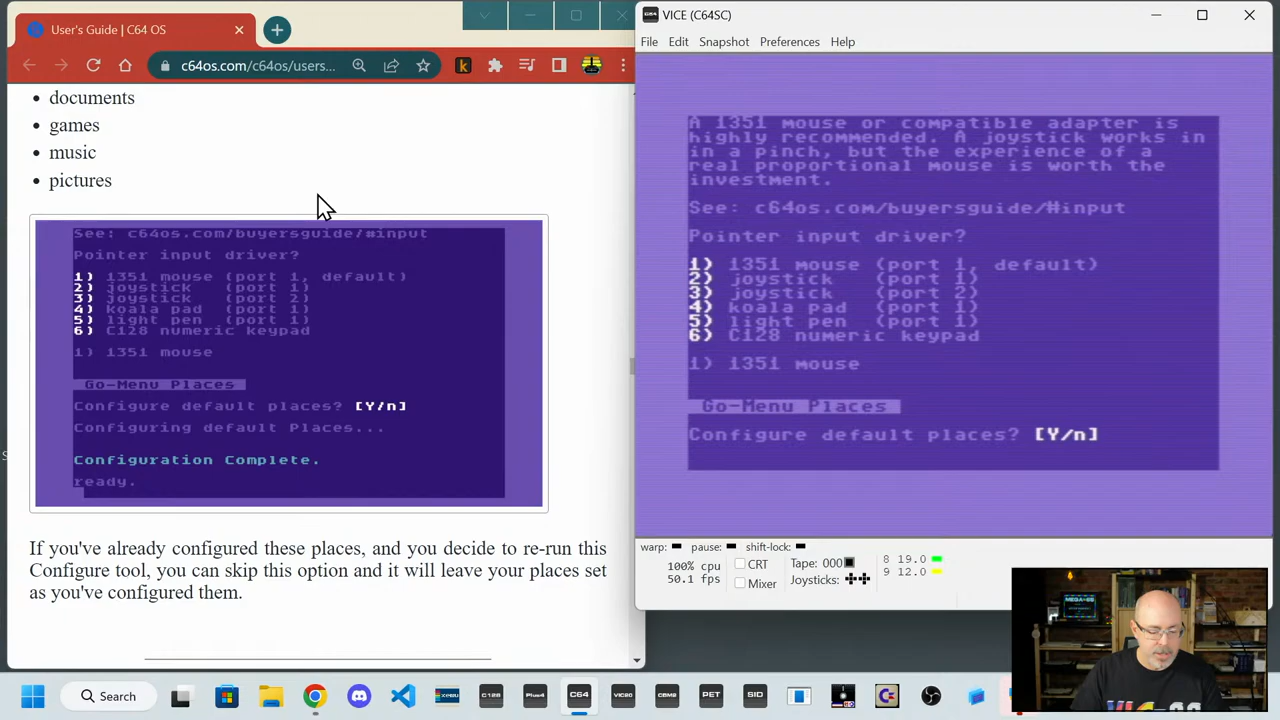 User's Guide | C64 OS
c64os.com/c64os/users...
documents
games
music
pictures
See: c64os.com/buyersguide/#input
Pointer input driver?
1) 1351 mouse (port 1, default)
2) joystick (port 1)
3) joystick (port 2)
4) koala pad (port 1)
5) light pen (port 1)
6) C128 numeric keypad
1) 1351 mouse
Go-Menu Places
Configure default places? [Y/n]
Configuring default Places...
Configuration Complete.
ready.
If you've already configured these places, and you decide to re-run this
Configure tool, you can skip this option and it will leave your places set
as you've configured them.
VICE (C64SC)
File Edit Snapshot Preferences Help
A 1351 mouse or compatible adapter is
highly recommended. A joystick works in
in a pinch, but the experience of a
real proportional mouse is worth the
investment.
See: c64os.com/buyersguide/#input
Pointer input driver?
1) 1351 mouse (port 1, default)
2) joystick (port 1)
3) joystick (port 2)
4) koala pad (port 1)
5) light pen (port 1)
6) C128 numeric keypad
1) 1351 mouse
Go-Menu Places
Configure default places? [Y/n]
warp: pause: shift-lock:
100% cpu
50.1 fps
CRT
Mixer
Tape: 000
Joysticks:
8 19.0
9 12.0
MEGA65
Search
C128
Plus4
C64
VIC20
CBM2
PET
SID